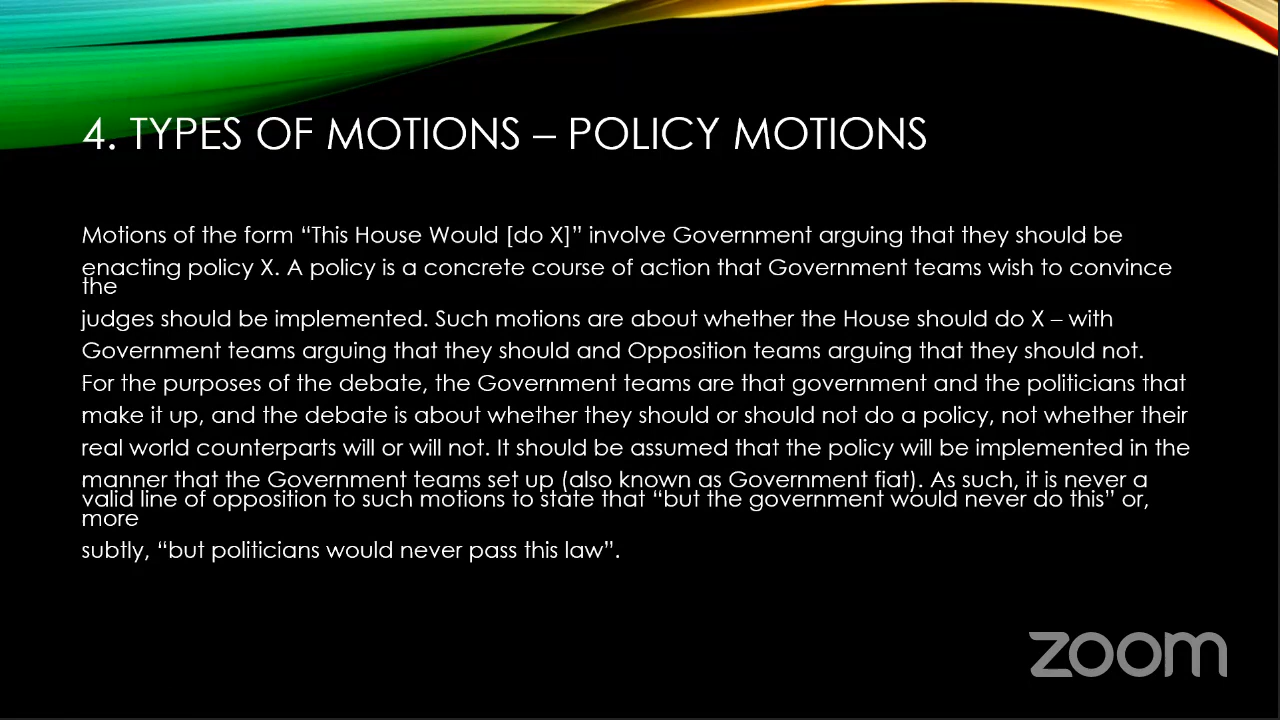 4. TYPES OF MOTIONS – POLICY MOTIONS
Motions of the form “This House Would [do X]” involve Government arguing that they should be
enacting policy X. A policy is a concrete course of action that Government teams wish to convince
the
judges should be implemented. Such motions are about whether the House should do X – with
Government teams arguing that they should and Opposition teams arguing that they should not.
For the purposes of the debate, the Government teams are that government and the politicians that
make it up, and the debate is about whether they should or should not do a policy, not whether their
real world counterparts will or will not. It should be assumed that the policy will be implemented in the
manner that the Government teams set up (also known as Government fiat). As such, it is never a
valid line of opposition to such motions to state that “but the government would never do this” or,
more
subtly, “but politicians would never pass this law”.
zoom